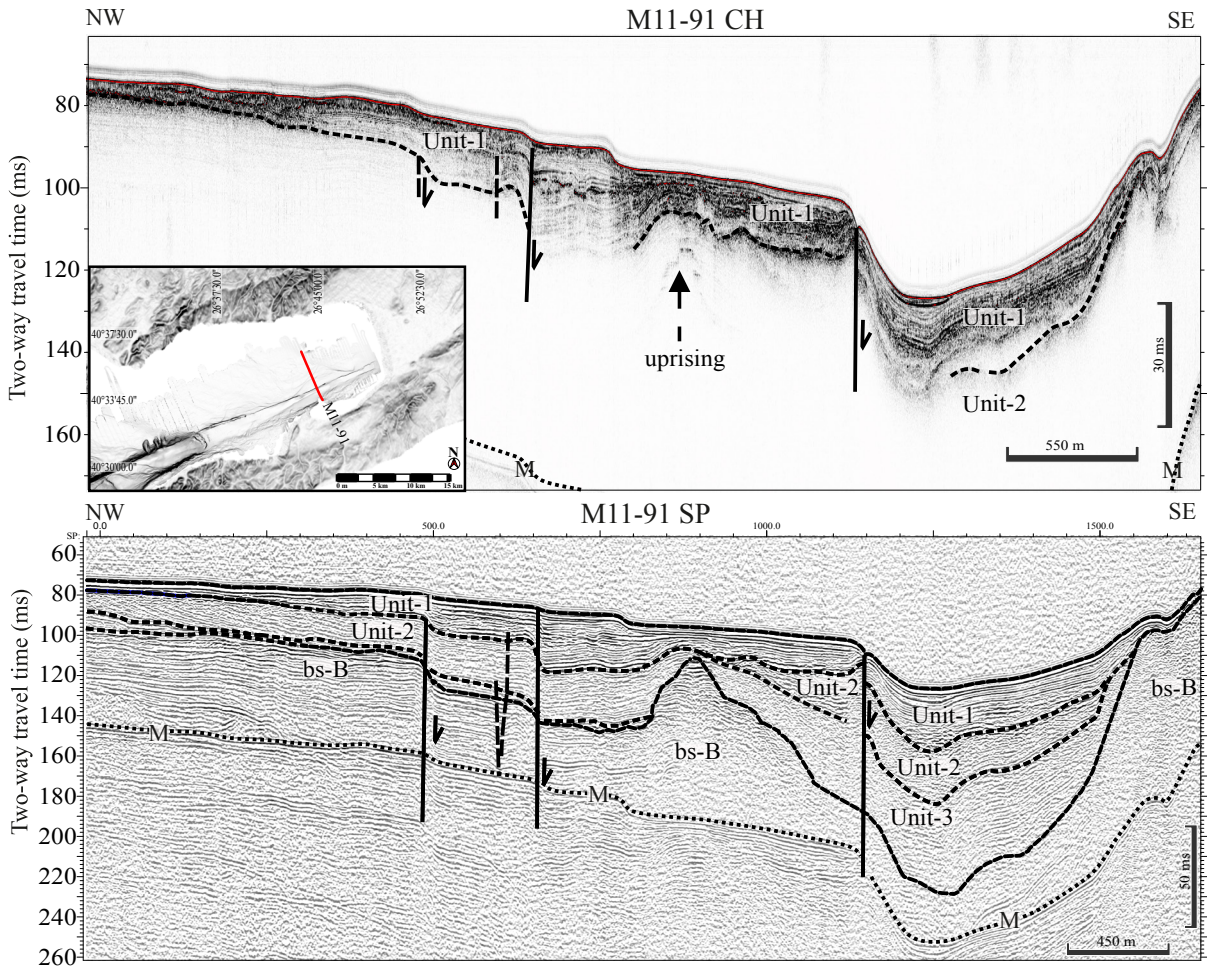 NW
M11-91 CH
SE
Two-way travel time (ms)
80
100
120
140
160
Unit-1
Unit-1
uprising
Unit-1
Unit-2
30 ms
550 m
M
M
26°37'30.0"
26°45'00.0"
26°52'30"
40°37'30.0"
40°33'45.0"
40°30'00.0"
M11-91
N
0 m 5 km 10 km 15 km
NW
M11-91 SP
SE
SP:
0.0 500.0 1000.0 1500.0
Two-way travel time (ms)
60
80
100
120
140
160
180
200
220
240
260
Unit-1
Unit-2
bs-B
M
M
bs-B
Unit-2
Unit-1
Unit-2
Unit-3
bs-B
M
50 ms
450 m